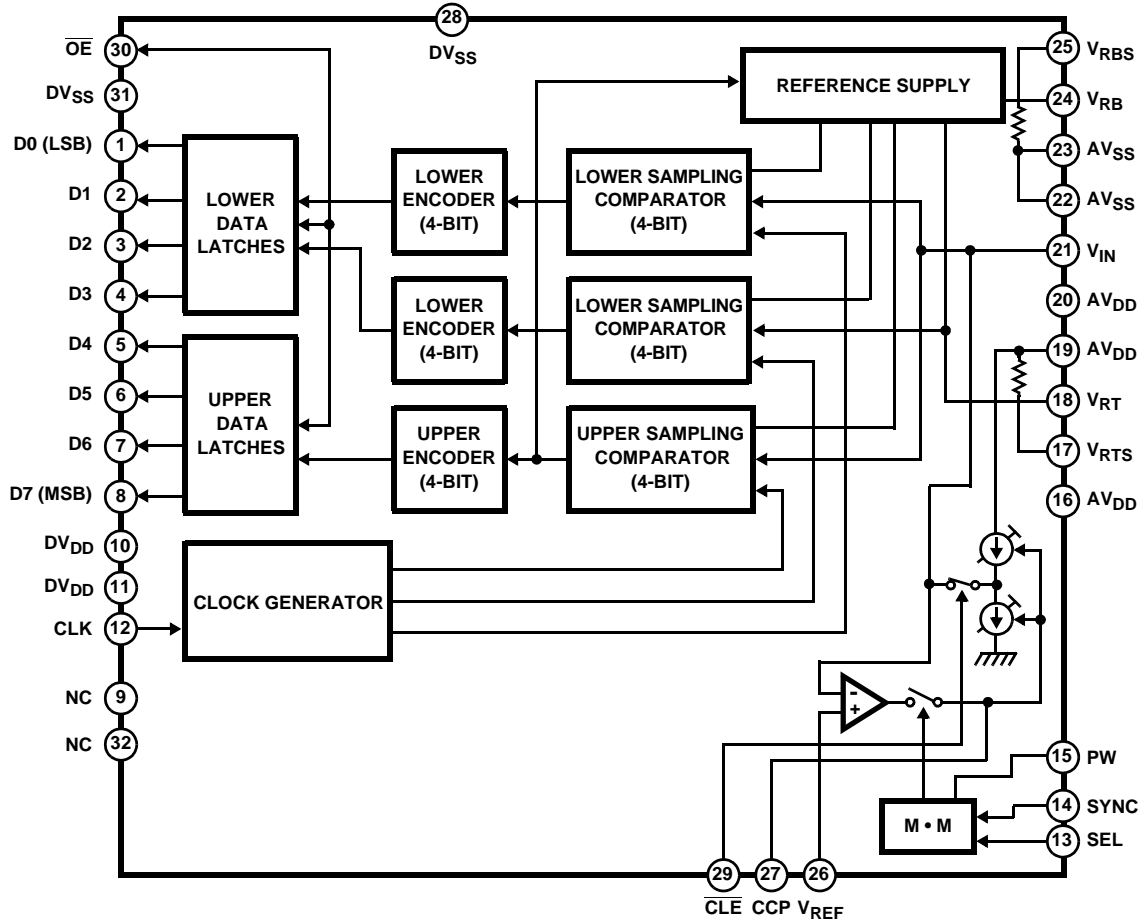 28
DVSS
30
OE
31
DVSS
D0 (LSB)
1
D1
2
D2
3
D3
4
D4
5
D5
6
D6
7
D7 (MSB)
8
DVDD
10
DVDD
11
CLK
12
NC
9
NC
32
LOWER
DATA
LATCHES
UPPER
DATA
LATCHES
CLOCK GENERATOR
LOWER
ENCODER
(4-BIT)
LOWER
ENCODER
(4-BIT)
UPPER
ENCODER
(4-BIT)
LOWER SAMPLING
COMPARATOR
(4-BIT)
LOWER SAMPLING
COMPARATOR
(4-BIT)
UPPER SAMPLING
COMPARATOR
(4-BIT)
REFERENCE SUPPLY
25
VRBS
24
VRB
23
AVSS
22
AVSS
21
VIN
20
AVDD
19
AVDD
18
VRT
17
VRTS
16
AVDD
-
+
M • M
15
PW
14
SYNC
13
SEL
29
CLE
27
CCP
26
VREF